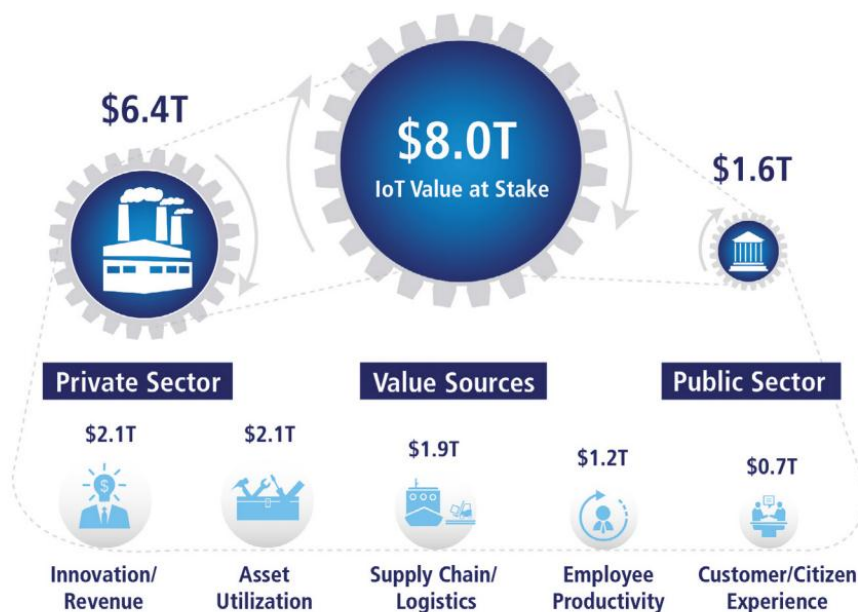 $6.4T
$8.0T
IoT Value at Stake
$1.6T
Private Sector
Value Sources
Public Sector
$2.1T
$2.1T
$1.9T
$1.2T
$0.7T
$
Innovation/
Revenue
Asset
Utilization
Supply Chain/
Logistics
Employee
Productivity
Customer/Citizen
Experience